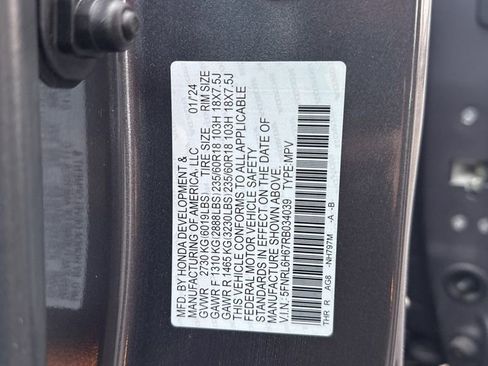 MFD. BY HONDA DEVELOPMENT &
MANUFACTURING OF AMERICA, LLC 01/'24
GVWR 2730 KG(6019LBS) TIRE SIZE RIM SIZE
GAWR F 1310 KG(2888LBS)235/60R18 103H 18X7.5J
GAWR R 1465 KG(3230LBS)235/60R18 103H 18X7.5J
THIS VEHICLE CONFORMS TO ALL APPLICABLE
FEDERAL MOTOR VEHICLE SAFETY
STANDARDS IN EFFECT ON THE DATE OF
MANUFACTURE SHOWN ABOVE.
V.I.N.: 5FNRL6H67RB034039 TYPE:MPV
THR R AG8 -NH797M -A -B